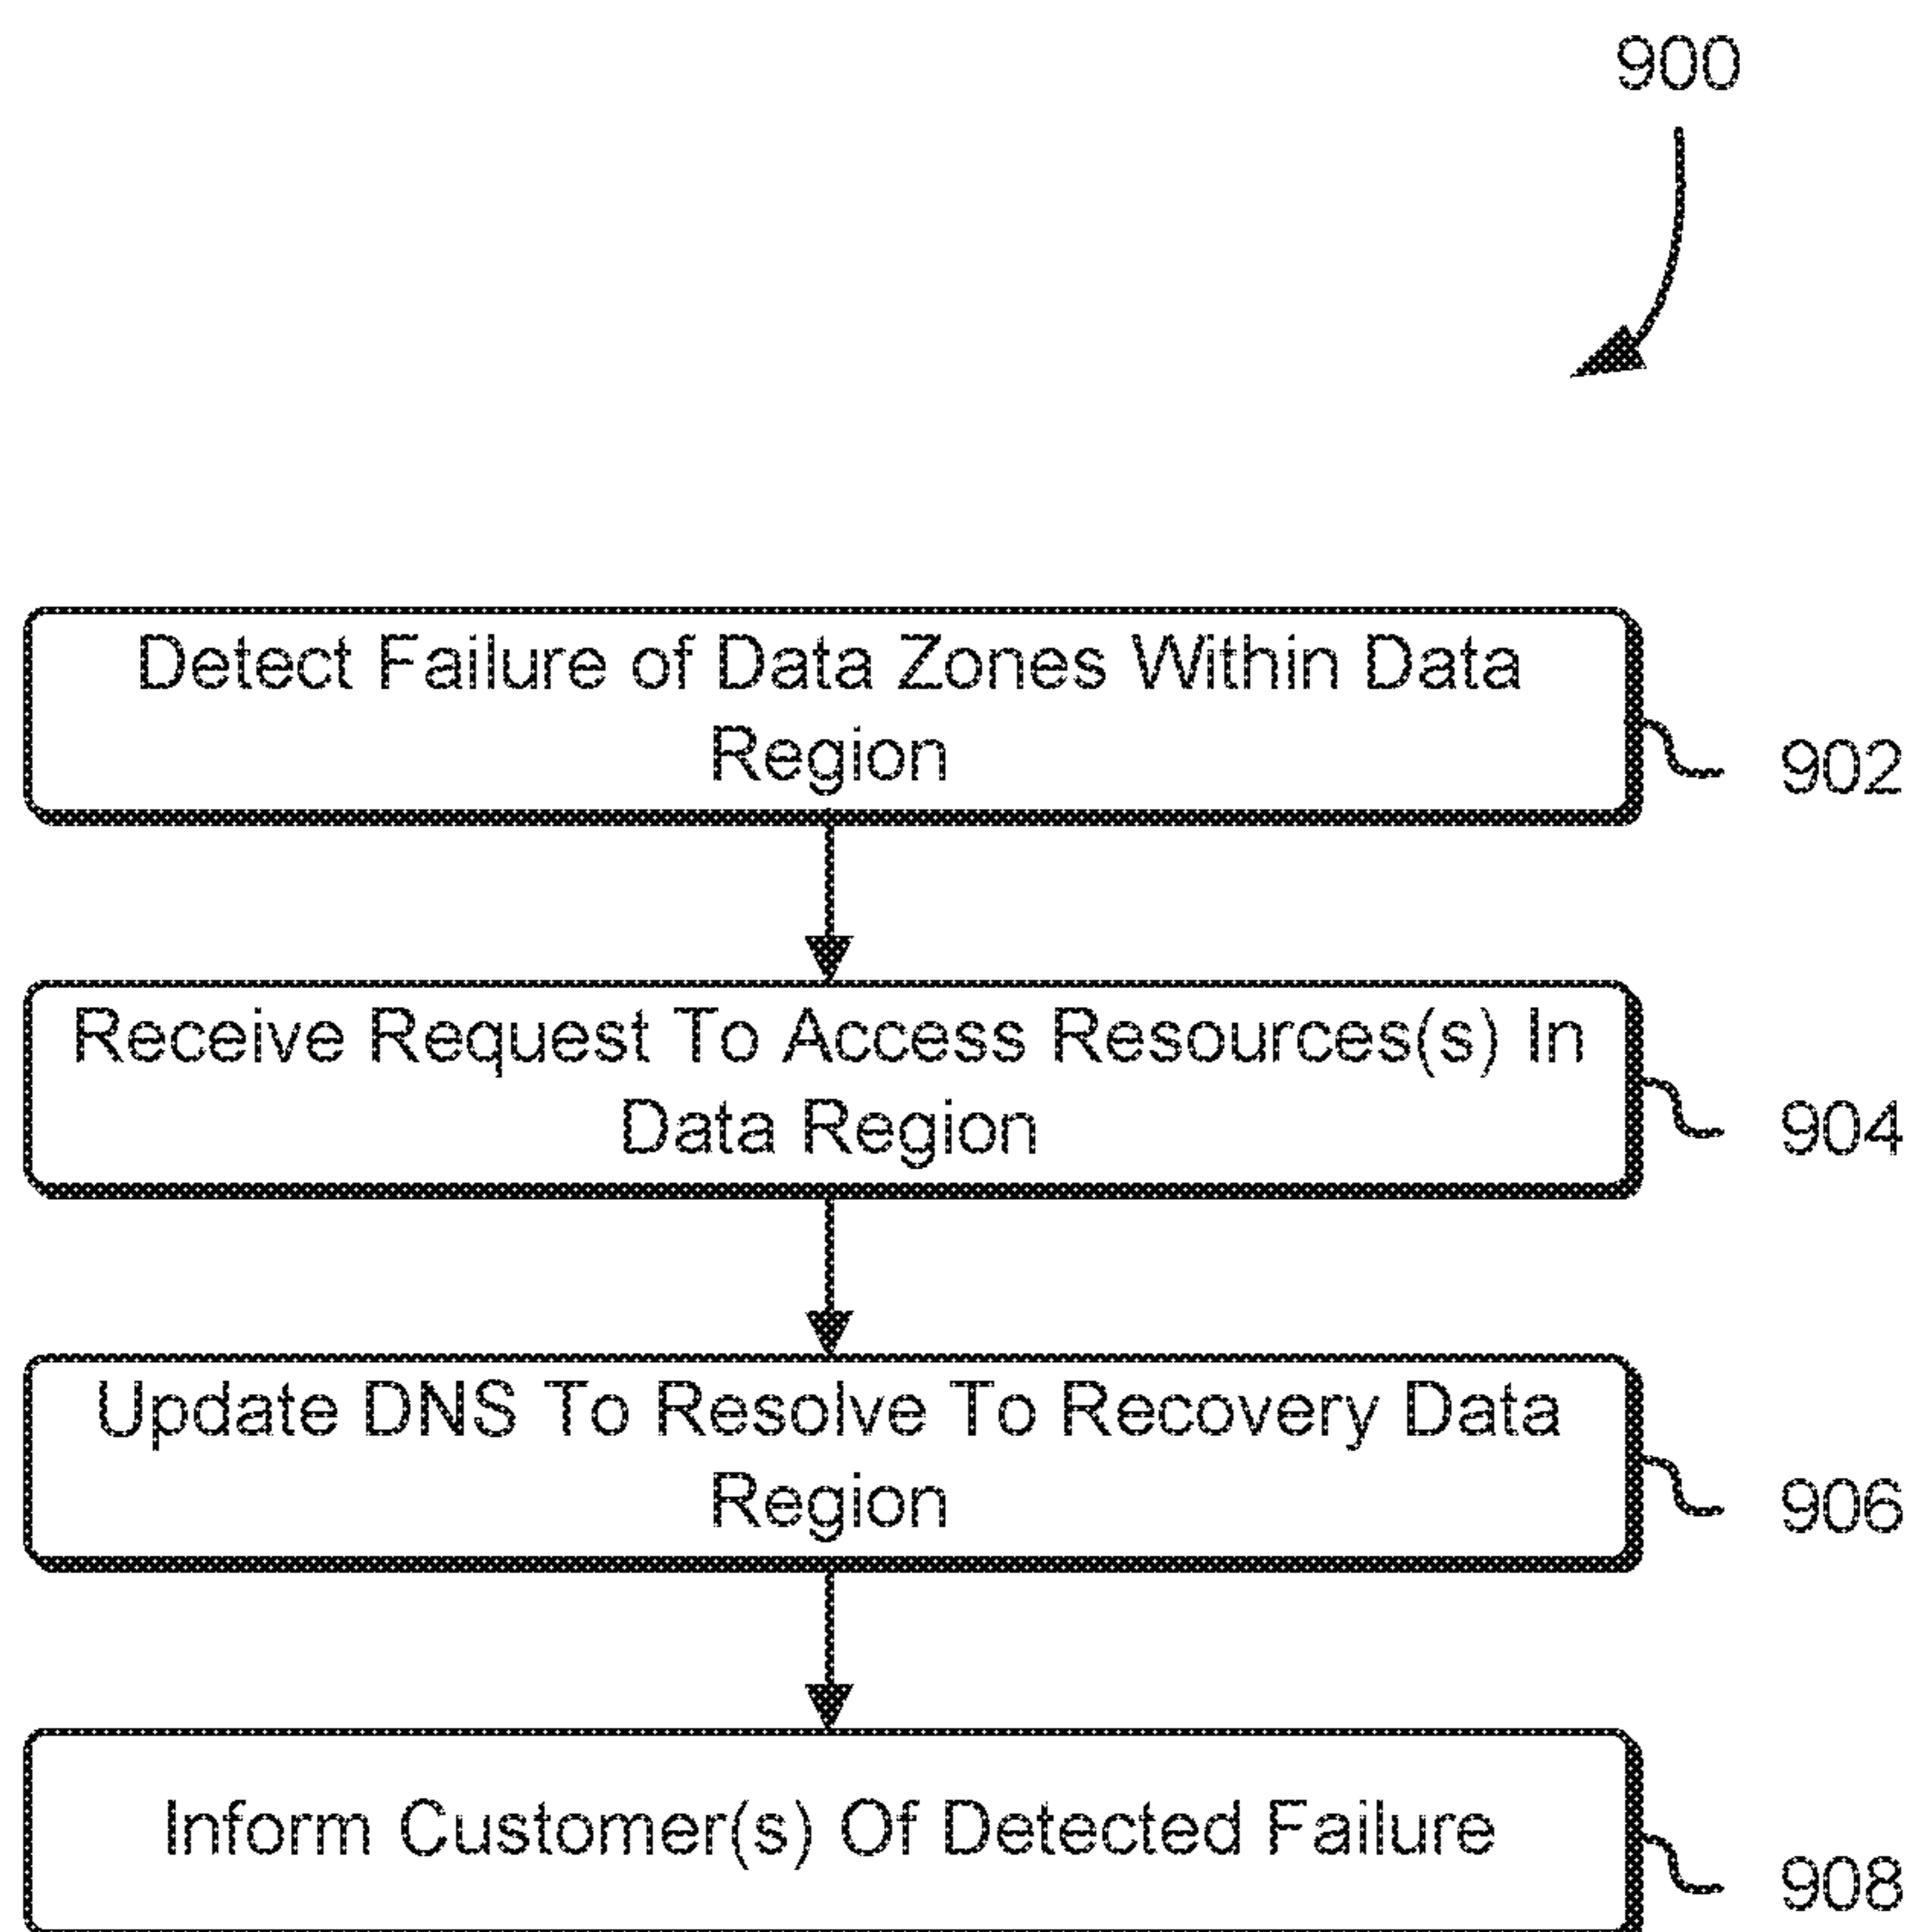 900
Detect Failure of Data Zones Within Data
Region
902
Receive Request To Access Resources(s) In
Data Region
904
Update DNS To Resolve To Recovery Data
Region
906
Inform Customer(s) Of Detected Failure
908